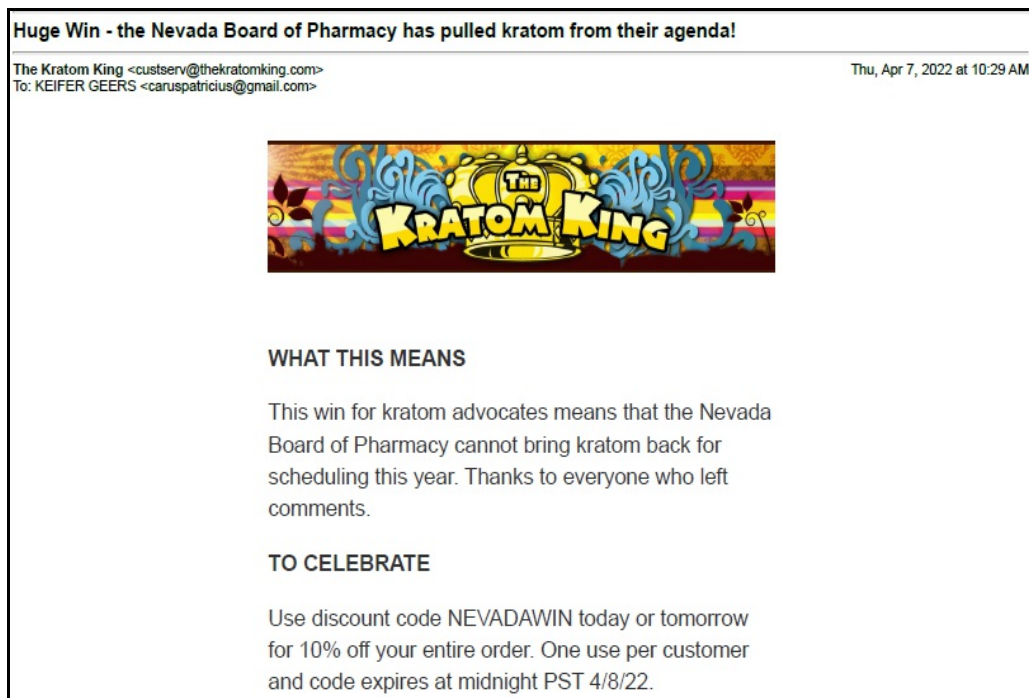 Huge Win - the Nevada Board of Pharmacy has pulled kratom from their agenda!
The Kratom King <custserv@thekratomking.com>
Thu, Apr 7, 2022 at 10:29 AM
To: KEIFER GEERS <caruspatricius@gmail.com>
THE
KRATOM KING
WHAT THIS MEANS
This win for kratom advocates means that the Nevada
Board of Pharmacy cannot bring kratom back for
scheduling this year. Thanks to everyone who left
comments.
TO CELEBRATE
Use discount code NEVADAWIN today or tomorrow
for 10% off your entire order. One use per customer
and code expires at midnight PST 4/8/22.